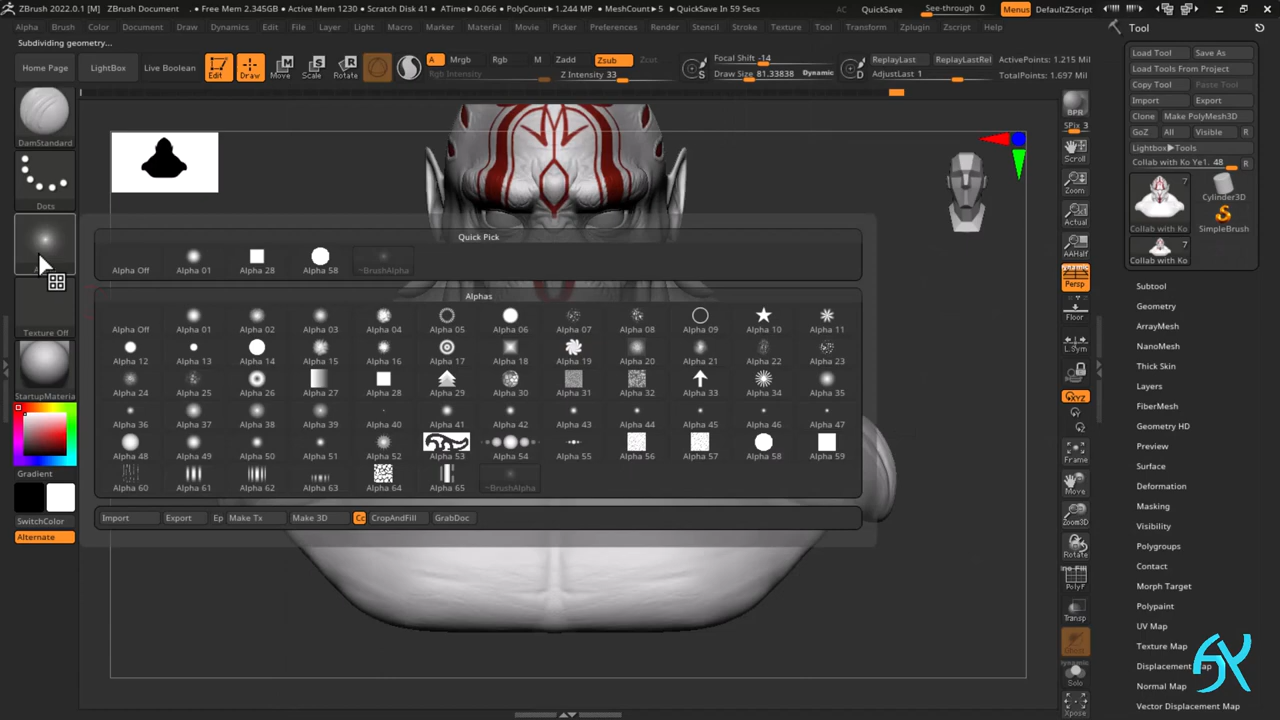 ZBrush 2022.0.1 [M]   ZBrush Document   • Free Mem 2.345GB • Active Mem 1230 • Scratch Disk 41 • ATime▶0.066 • PolyCount▶1.244 MP • MeshCount▶5 • QuickSave In 59 Secs   AC   QuickSave   See-through 0   Menus   DefaultZScript
Alpha Brush Color Document Draw Dynamics Edit File Layer Light Macro Marker Material Movie Picker Preferences Render Stencil Stroke Texture Tool Transform Zplugin Zscript Help
Subdividing geometry...
Tool
Home Page LightBox Live Boolean Edit Draw Move Scale Rotate
A Mrgb Rgb M Zadd Zsub Zcut
Rgb Intensity Z Intensity 33
Focal Shift -14
Draw Size 81.33838 Dynamic
ReplayLast ReplayLastRel
AdjustLast 1
ActivePoints: 1.215 Mil
TotalPoints: 1.697 Mil
Load Tool Save As
Load Tools From Project
Copy Tool Paste Tool
Import Export
Clone Make PolyMesh3D
GoZ All Visible R
Lightbox▶Tools
Collab with Ko Ye1. 48 R
7
Cylinder3D
Collab with Ko SimpleBrush
7
Collab with Ko
Subtool
Geometry
ArrayMesh
NanoMesh
Thick Skin
Layers
FiberMesh
Geometry HD
Preview
Surface
Deformation
Masking
Visibility
Polygroups
Contact
Morph Target
Polypaint
UV Map
Texture Map
Displacement Map
Normal Map
Vector Displacement Map
BPR
SPix 3
Scroll
Zoom
Actual
AAHalf
Dynamic
Persp
Floor
L.Sym
XYZ
Frame
Move
Zoom3D
Rotate
Line Fill
PolyF
Transp
Ghost
Dynamic
Solo
Xpose
DamStandard
Dots
Texture Off
StartupMateria
Gradient
SwitchColor
Alternate
Quick Pick
Alpha Off Alpha 01 Alpha 28 Alpha 58 ~BrushAlpha
Alphas
Alpha Off Alpha 01 Alpha 02 Alpha 03 Alpha 04 Alpha 05 Alpha 06 Alpha 07 Alpha 08 Alpha 09 Alpha 10 Alpha 11
Alpha 12 Alpha 13 Alpha 14 Alpha 15 Alpha 16 Alpha 17 Alpha 18 Alpha 19 Alpha 20 Alpha 21 Alpha 22 Alpha 23
Alpha 24 Alpha 25 Alpha 26 Alpha 27 Alpha 28 Alpha 29 Alpha 30 Alpha 31 Alpha 32 Alpha 33 Alpha 34 Alpha 35
Alpha 36 Alpha 37 Alpha 38 Alpha 39 Alpha 40 Alpha 41 Alpha 42 Alpha 43 Alpha 44 Alpha 45 Alpha 46 Alpha 47
Alpha 48 Alpha 49 Alpha 50 Alpha 51 Alpha 52 Alpha 53 Alpha 54 Alpha 55 Alpha 56 Alpha 57 Alpha 58 Alpha 59
Alpha 60 Alpha 61 Alpha 62 Alpha 63 Alpha 64 Alpha 65 ~BrushAlpha
Import Export Ep Make Tx Make 3D Cc CropAndFill GrabDoc